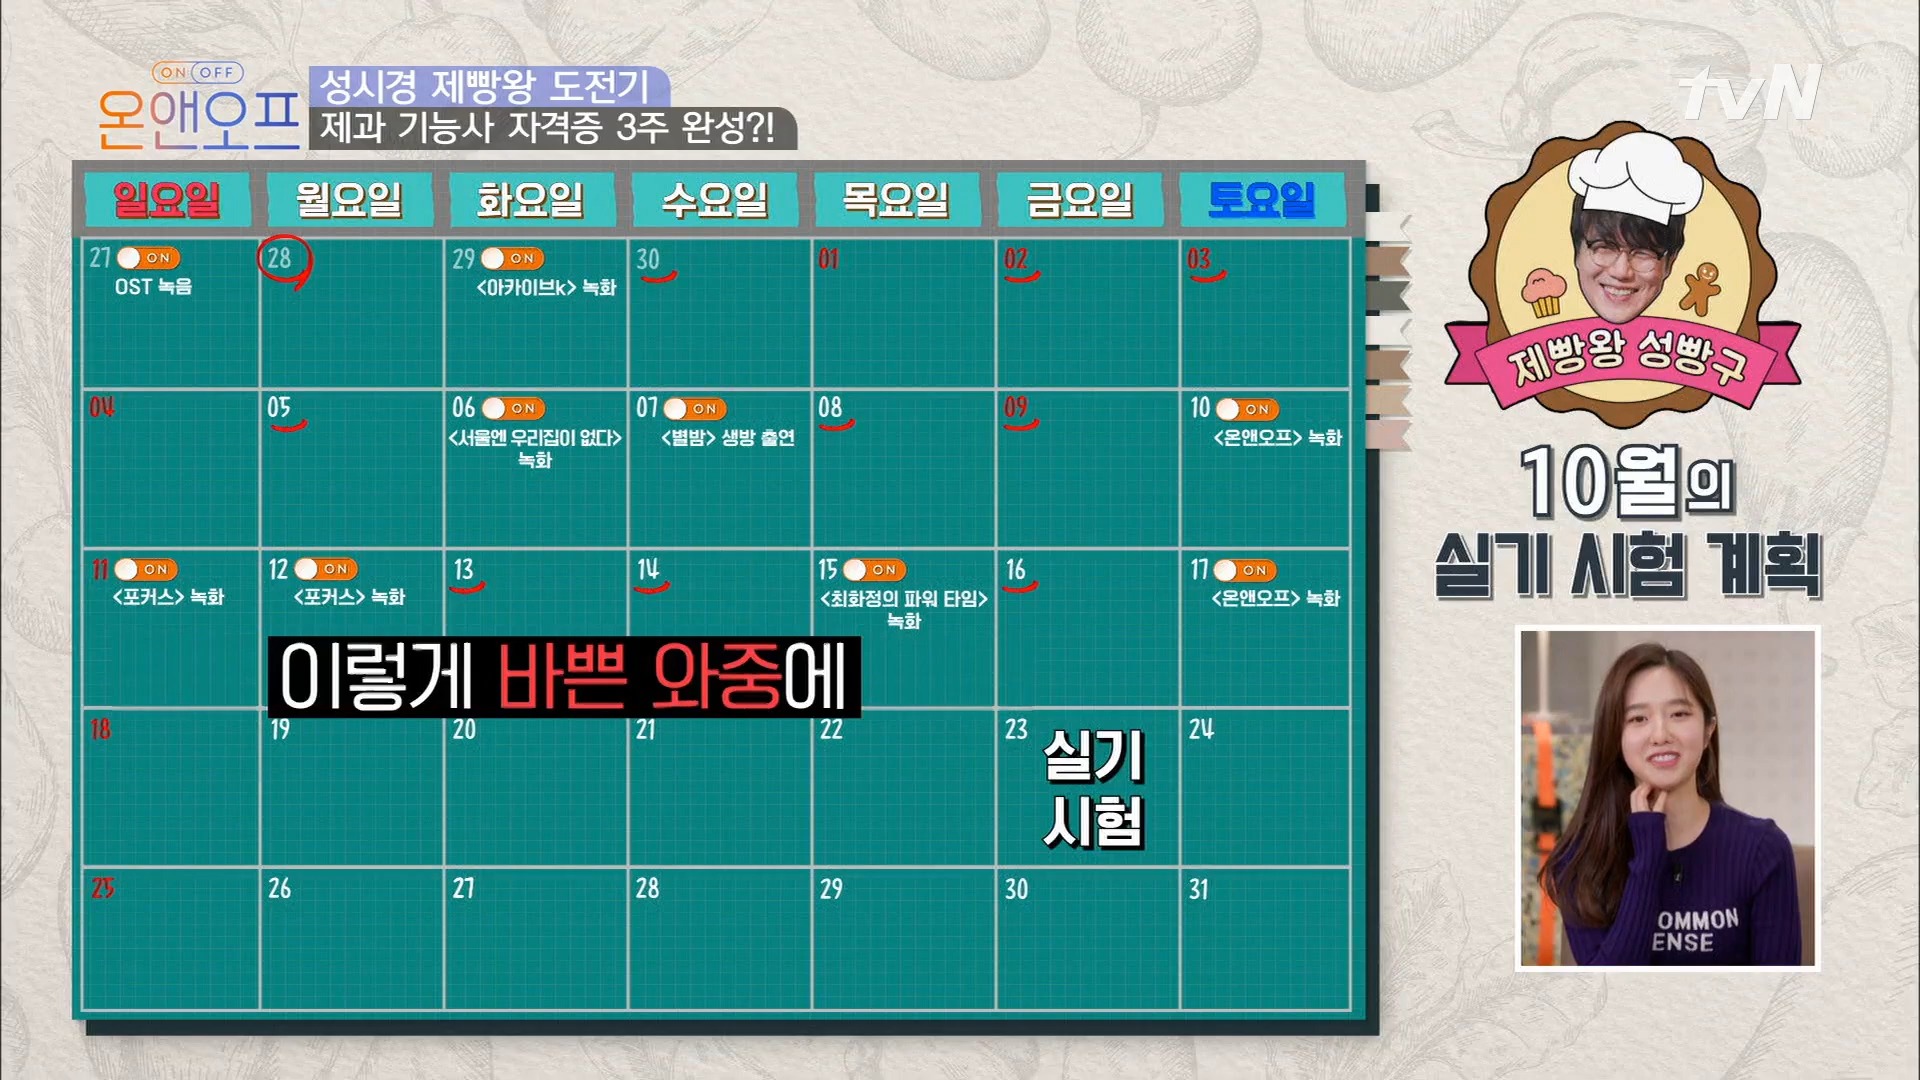 ON OFF
온앤오프
성시경 제빵왕 도전기
제과 기능사 자격증 3주 완성?!
tvN
일요일 월요일 화요일 수요일 목요일 금요일 토요일
27 ON 28 29 ON 30 01 02 03
OST 녹음 <아카이브k> 녹화
04 05 06 ON 07 ON 08 09 10 ON
<서울엔 우리집이 없다> <별밤> 생방 출연 <온앤오프> 녹화
녹화
11 ON 12 ON 13 14 15 ON 16 17 ON
<포커스> 녹화 <포커스> 녹화 <최화정의 파워 타임> <온앤오프> 녹화
녹화
이렇게 바쁜 와중에
18 19 20 21 22 23 24
실기
시험
25 26 27 28 29 30 31
제빵왕 성빵구
10월의
실기 시험 계획
OMMON
ENSE